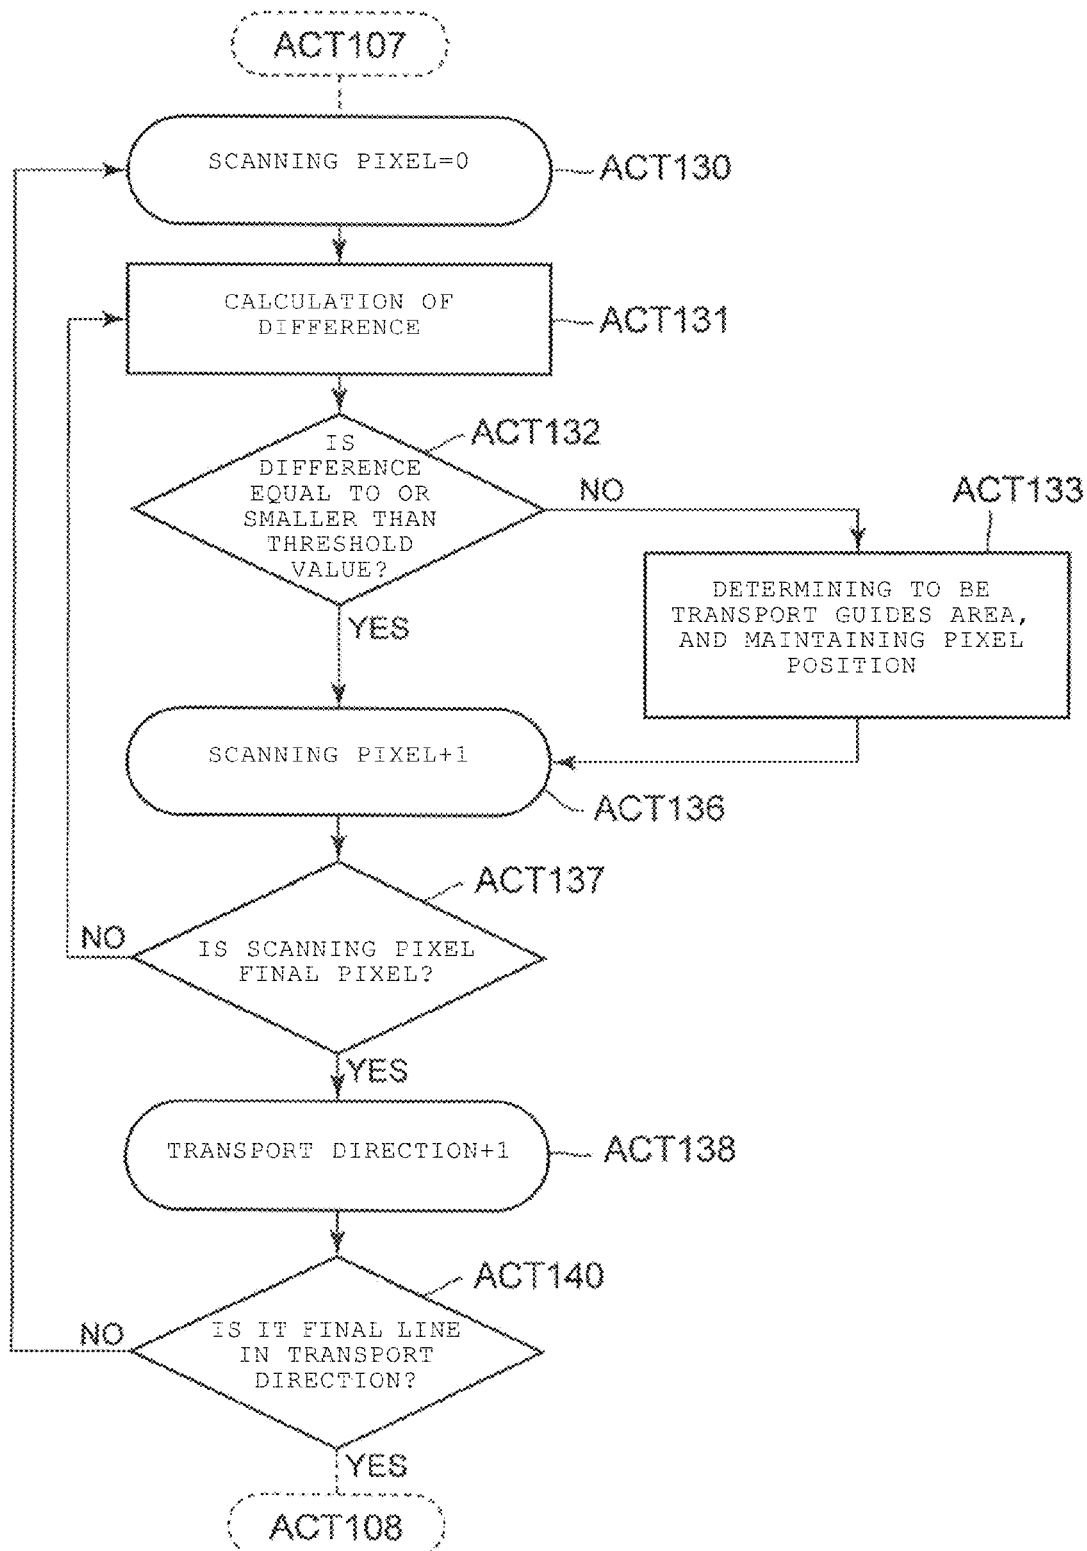 ACT107
SCANNING PIXEL=0
ACT130
CALCULATION OF
DIFFERENCE
ACT131
ACT132
IS
DIFFERENCE
EQUAL TO OR
SMALLER THAN
THRESHOLD
VALUE?
NO
YES
ACT133
DETERMINING TO BE
TRANSPORT GUIDES AREA,
AND MAINTAINING PIXEL
POSITION
SCANNING PIXEL+1
ACT136
ACT137
IS SCANNING PIXEL
FINAL PIXEL?
NO
YES
TRANSPORT DIRECTION+1
ACT138
ACT140
IS IT FINAL LINE
IN TRANSPORT
DIRECTION?
NO
YES
ACT108